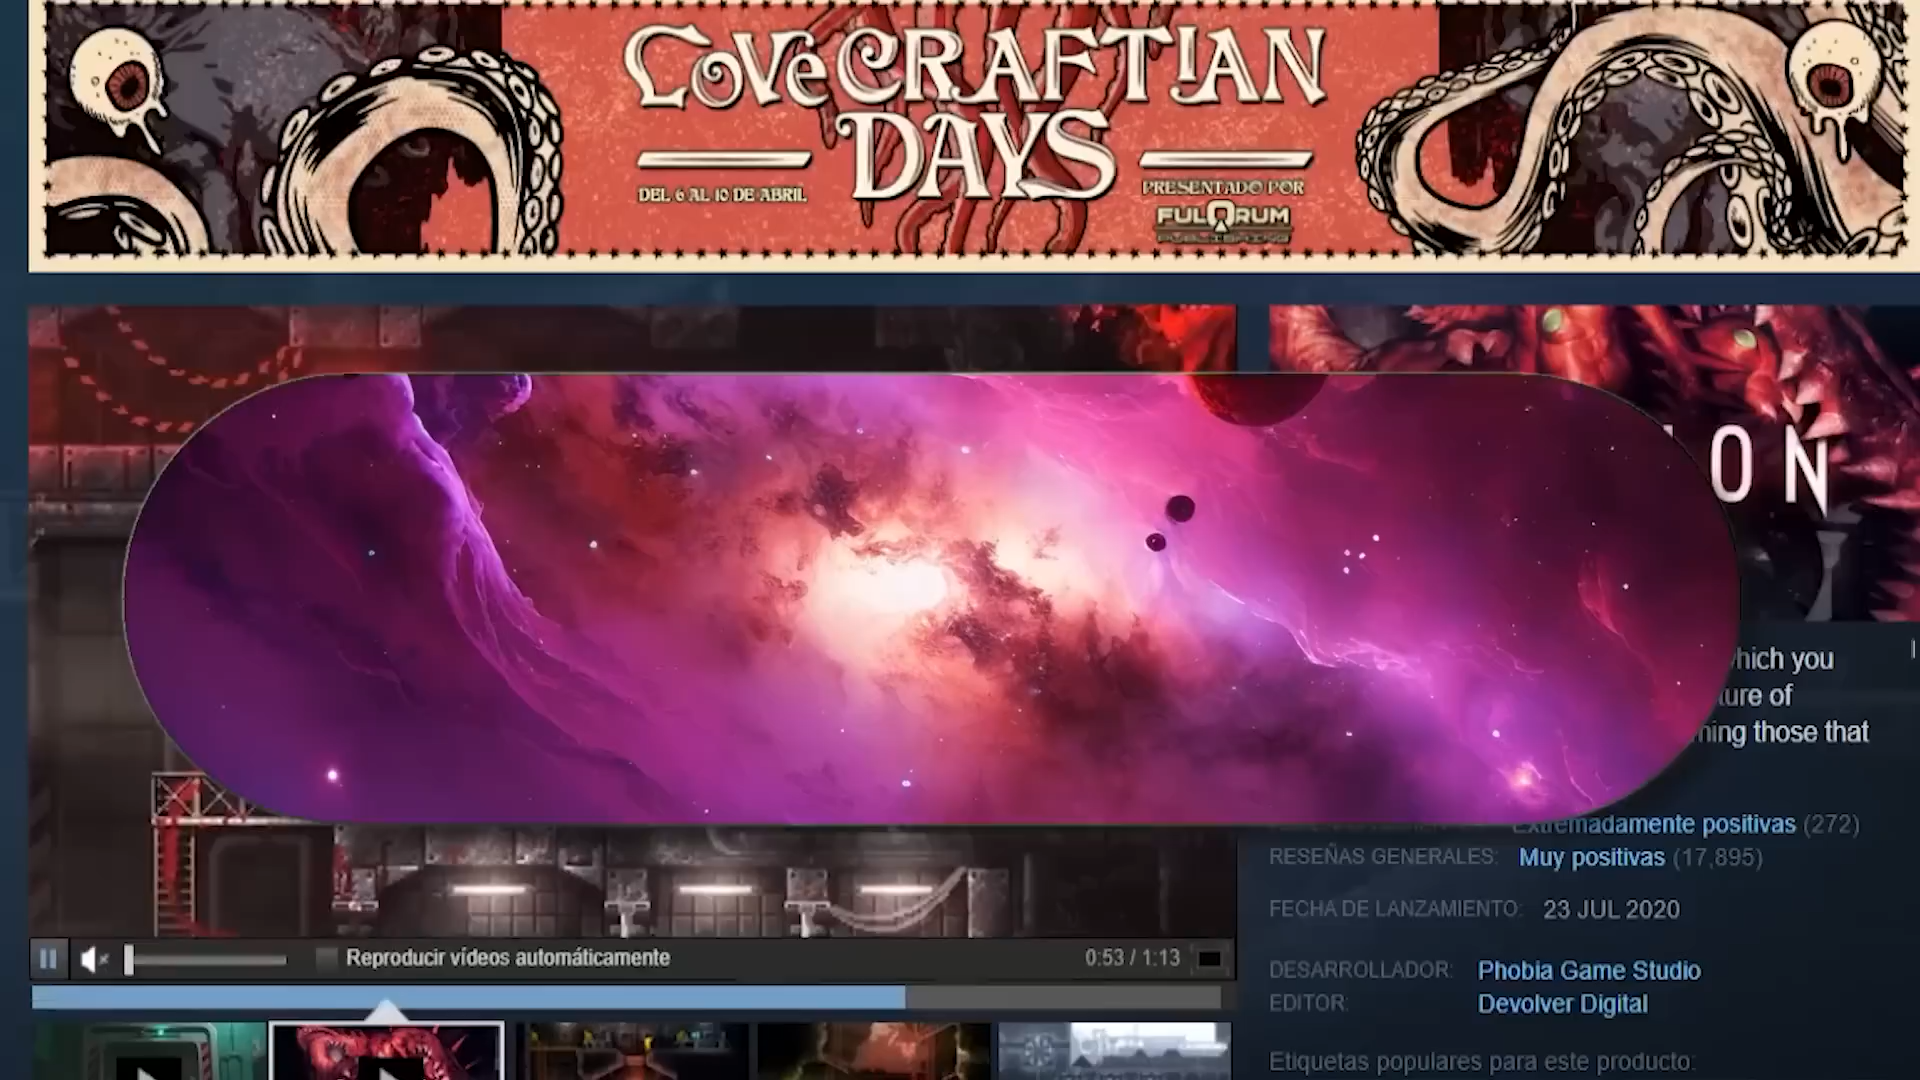 LOVECRAFTIAN
DAYS
DEL 6 AL 10 DE ABRIL
PRESENTADO POR
FULQRUM
PUBLISHING
ON
hich you
ture of
ning those that
Extremadamente positivas (272)
RESEÑAS GENERALES: Muy positivas (17,895)
FECHA DE LANZAMIENTO: 23 JUL 2020
Reproducir vídeos automáticamente
0:53 / 1:13
DESARROLLADOR: Phobia Game Studio
EDITOR: Devolver Digital
Etiquetas populares para este producto: